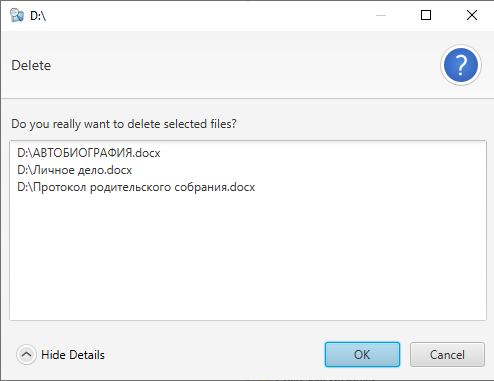 D:\
Delete
Do you really want to delete selected files?
D:\АВТОБИОГРАФИЯ.docx
D:\Личное дело.docx
D:\Протокол родительского собрания.docx
Hide Details
OK
Cancel